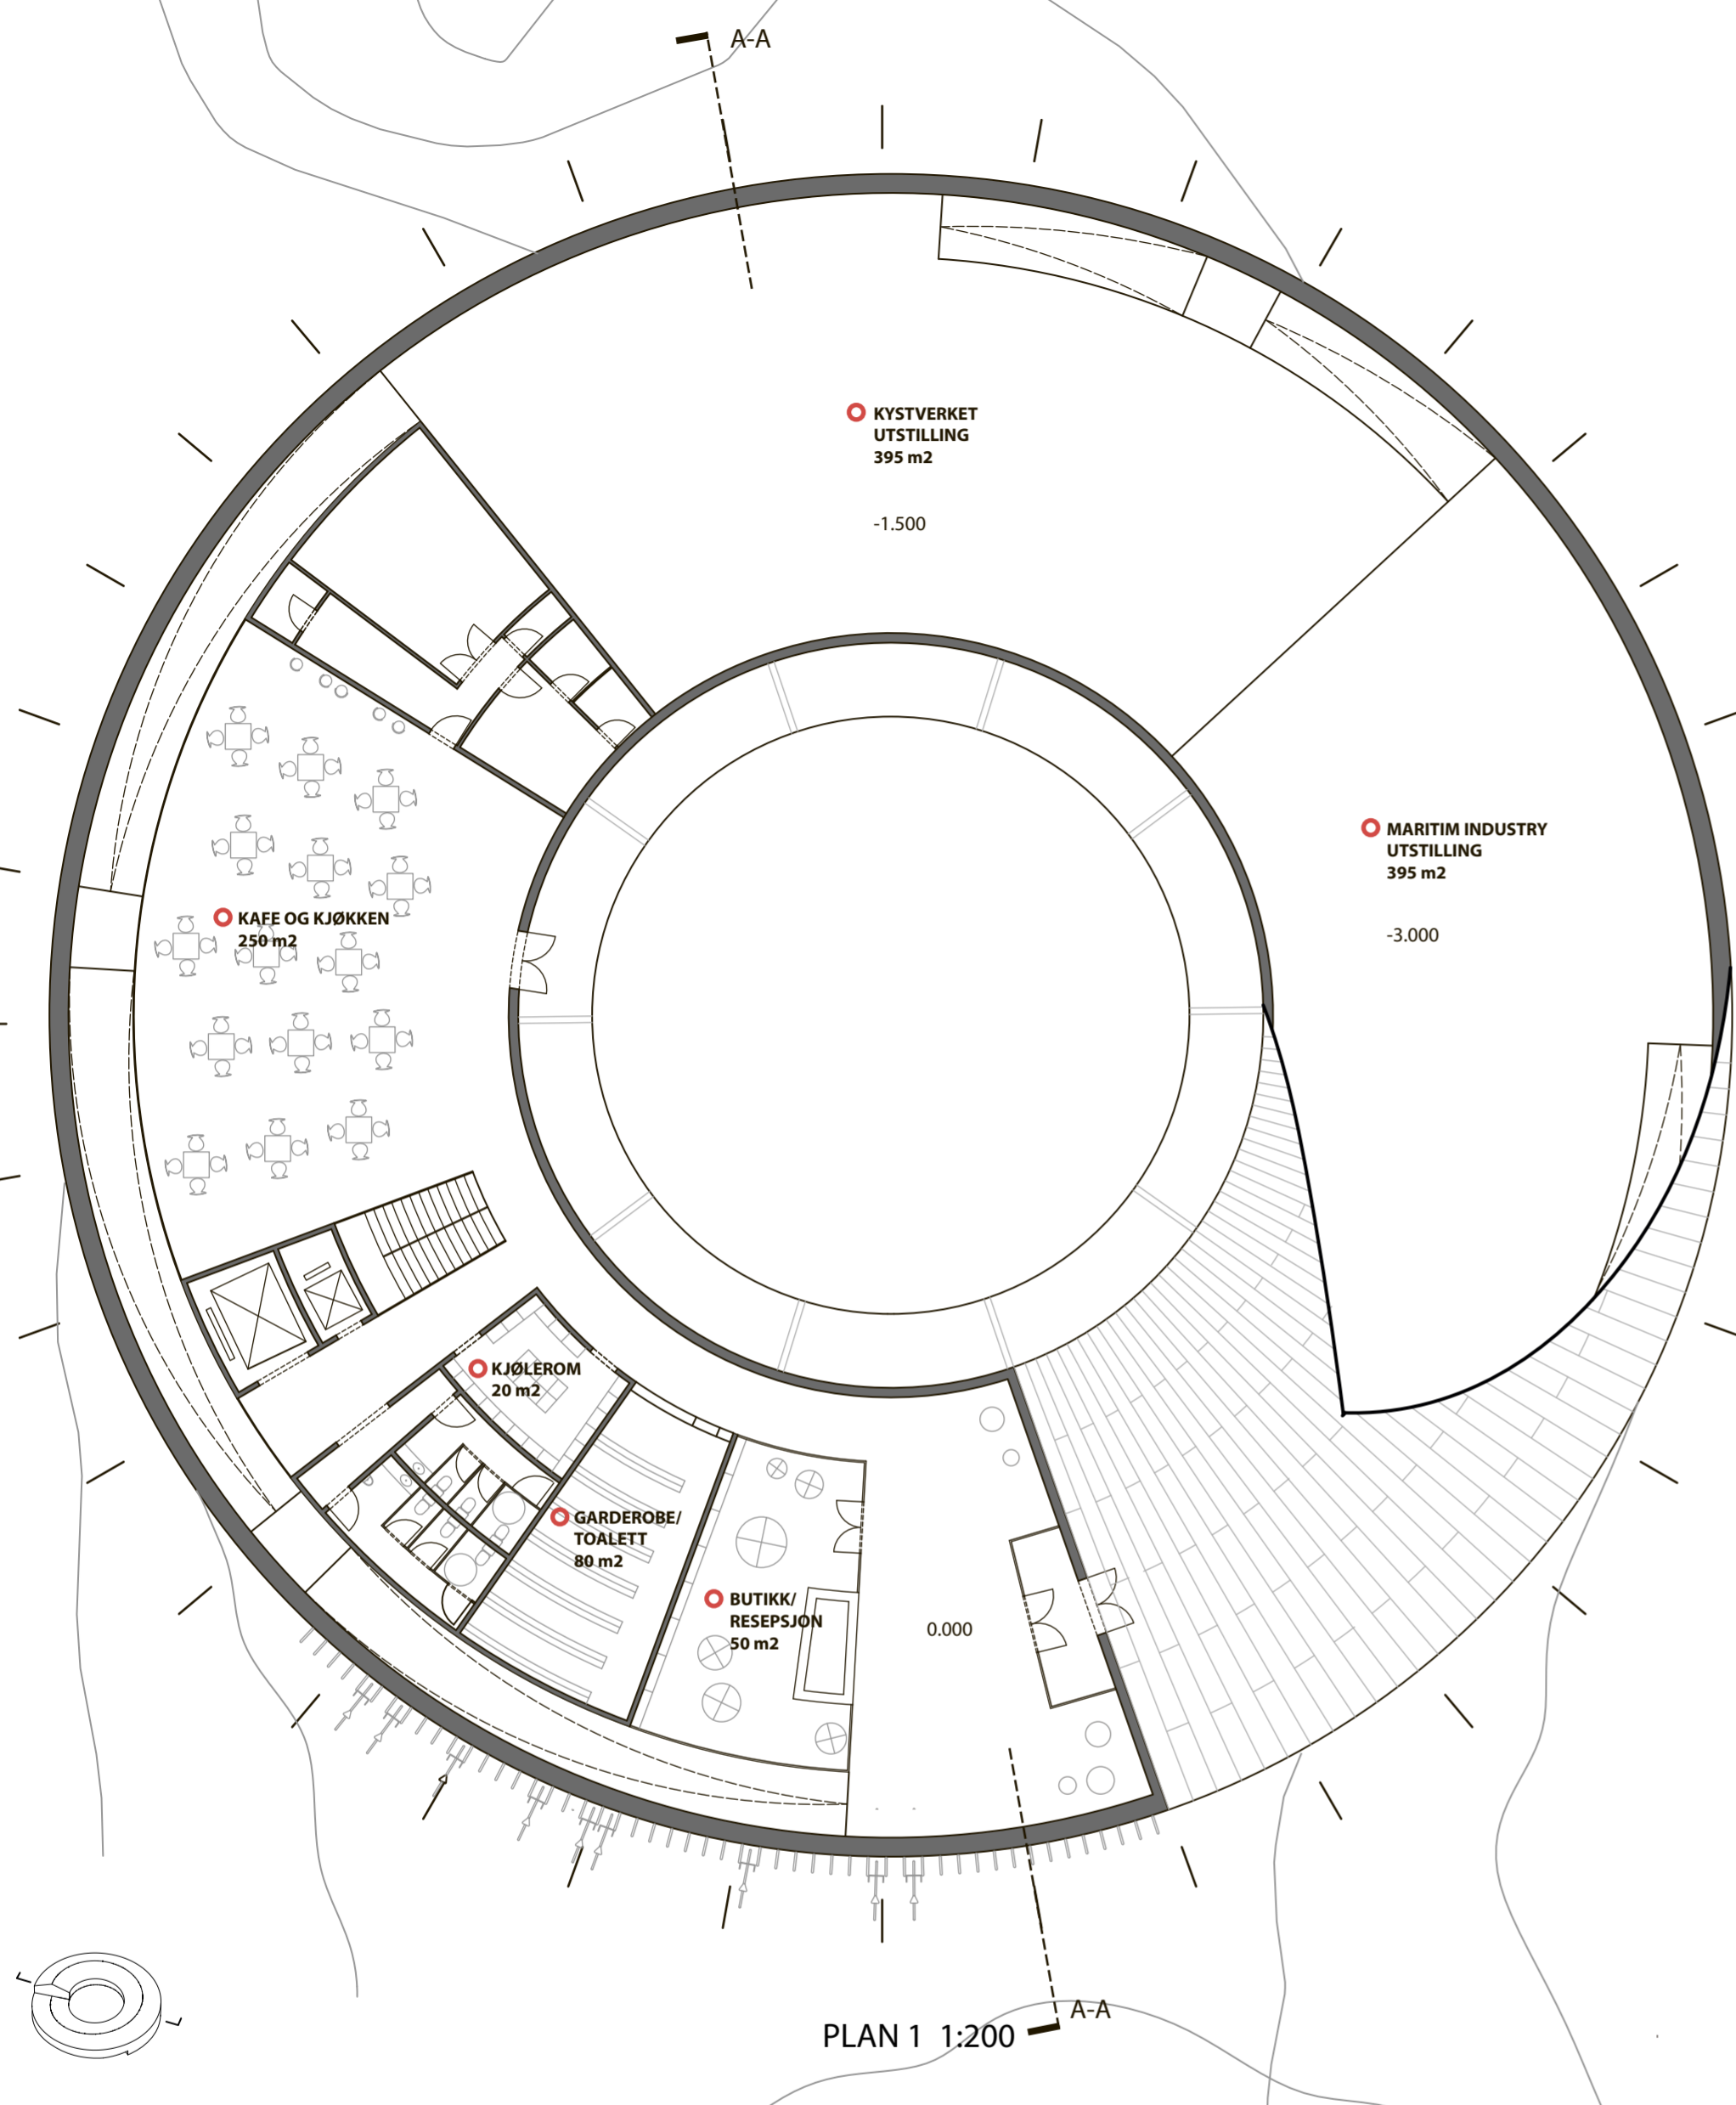 A-A
KYSTVERKET
UTSTILLING
395 m2
-1.500
MARITIM INDUSTRY
UTSTILLING
395 m2
-3.000
KAFE OG KJØKKEN
250 m2
KJØLEROM
20 m2
GARDEROBE/
TOALETT
80 m2
BUTIKK/
RESEPSJON
50 m2
0.000
A-A
PLAN 1 1:200